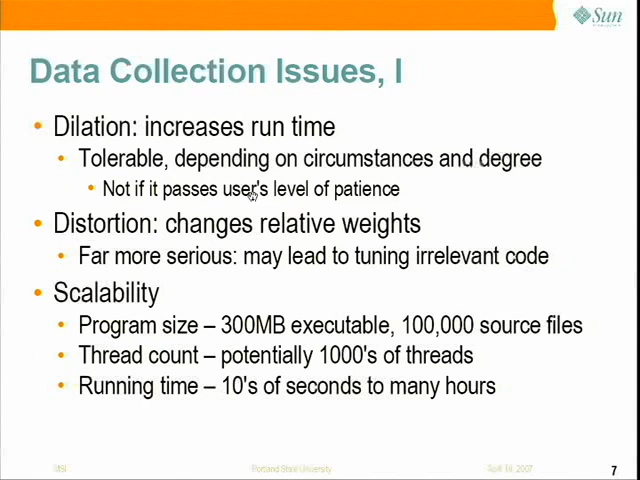 Sun
Data Collection Issues, I
• Dilation: increases run time
• Tolerable, depending on circumstances and degree
• Not if it passes user's level of patience
• Distortion: changes relative weights
• Far more serious: may lead to tuning irrelevant code
• Scalability
• Program size – 300MB executable, 100,000 source files
• Thread count – potentially 1000's of threads
• Running time – 10's of seconds to many hours
Portland State University
2007
7